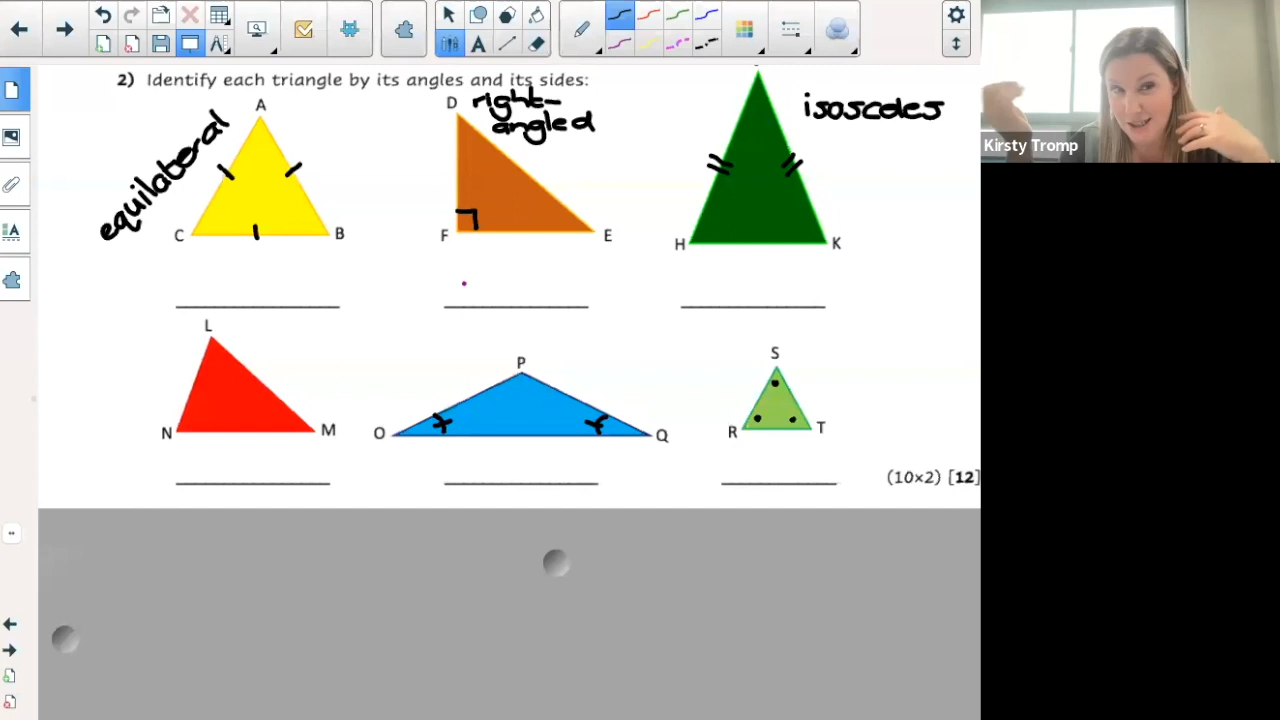 2) Identify each triangle by its angles and its sides:
equilateral
A
C
B
D
right-
angled
F
E
isosceles
H
K
Kirsty Tromp
L
N
M
P
O
Q
S
R
T
(10×2) [12]